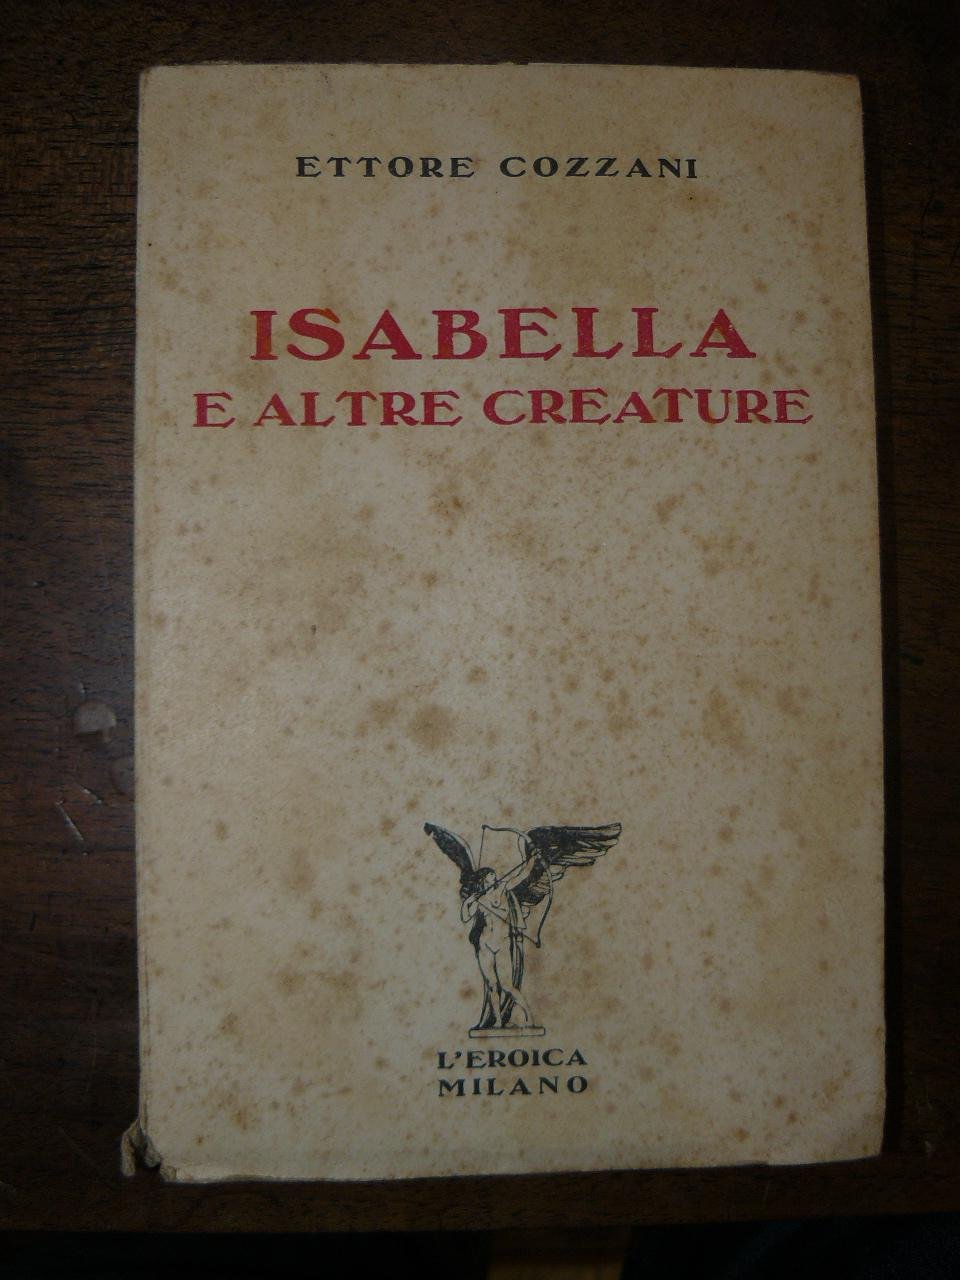 ETTORE COZZANI
ISABELLA
E ALTRE CREATURE
L'EROICA
MILANO